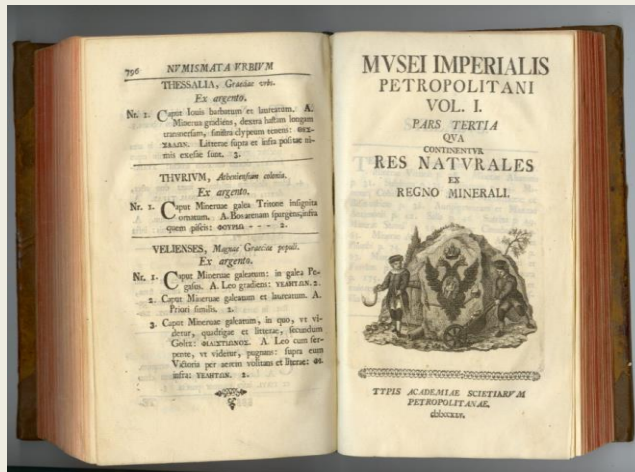 796 NVMISMATA VRBIVM
THESSALIA, Graeciae urbs.
Ex argento.
Nr. 1. Caput Iouis barbatum et laureatum. A.
Minerua gradiens, dextra hastam longam
transuersam, sinistra clypeum tenens: ΘΕΣ-
ΣΑΛΩΝ. Litterae supra et infra positae ni-
mis exesae sunt. 3.
THVRIVM, Atheniensium colonia.
Ex argento.
Nr. 1. Caput Mineruae galea Tritone insignita
ornatum. A. Bos arenam spargens, infra
quem piscis: ΘΟΥΡΙΩ - - - 2.
VELIENSES, Magnae Graeciae populi.
Ex argento.
Nr. 1. Caput Mineruae galeatum: in galea Pe-
gasus. A. Leo gradiens: ΥΕΛΗΤΩΝ. 2.
2. Caput Mineruae galeatum et laureatum. A.
Priori similis. 2.
3. Caput Mineruae galeatum, in quo, vt vi-
detur, quadrigae et litterae, secundum
Goltz: ΦΙΛΙΣΤΙΩΝΟΣ. A. Leo cum ser-
pente, vt videtur, pugnans: supra eum
Victoria per aerem volitans et literae: ΦΙ.
infra: ΥΕΛΗΤΩΝ. 2.
MVSEI IMPERIALIS
PETROPOLITANI
VOL. I.
PARS TERTIA
QVA
CONTINENTVR
RES NATVRALES
EX
REGNO MINERALI.
TYPIS ACADEMIAE SCIETIARVM
PETROPOLITANAE.